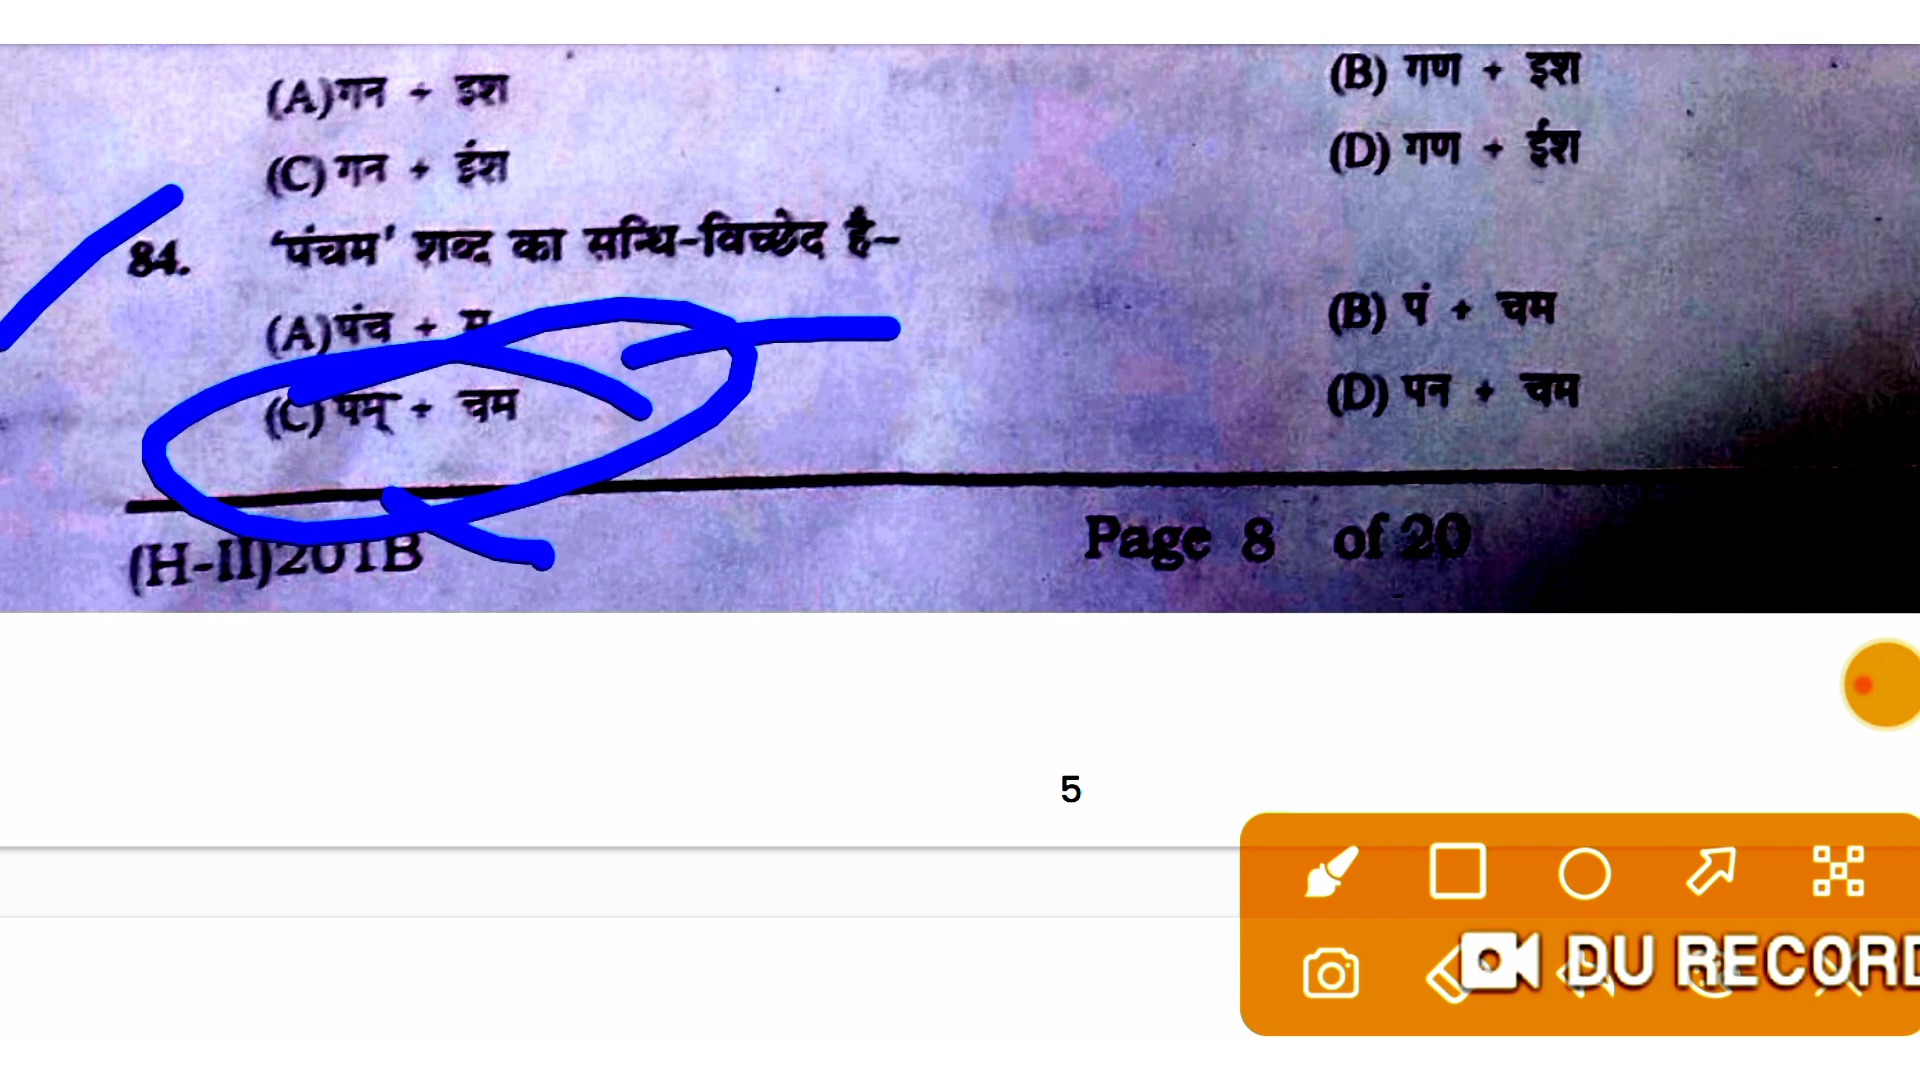 (A) गन + इश
(B) गण + इश
(C) गन + ईश
(D) गण + ईश
84. 'पंचम' शब्द का सन्धि-विच्छेद है-
(A) पंच + म
(B) पं + चम
(C) पम् + चम
(D) पन + चम
(H-II)201B Page 8 of 20
5
DU RECORD